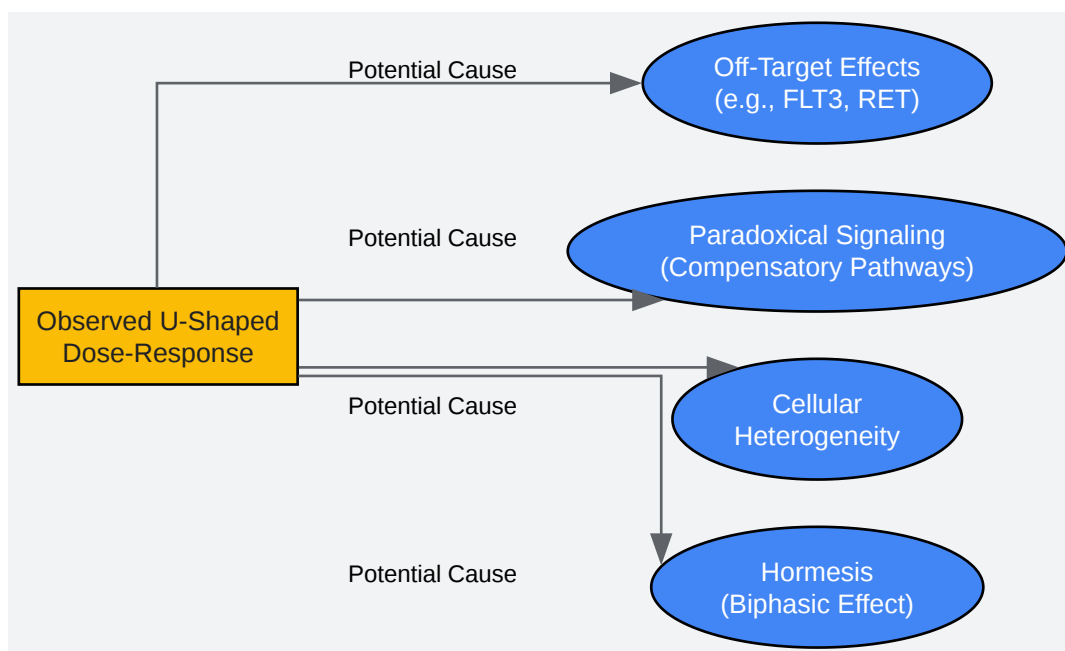 Potential Cause
Off-Target Effects
(e.g., FLT3, RET)
Potential Cause
Paradoxical Signaling
(Compensatory Pathways)
Observed U-Shaped
Dose-Response
Potential Cause
Cellular
Heterogeneity
Potential Cause
Hormesis
(Biphasic Effect)